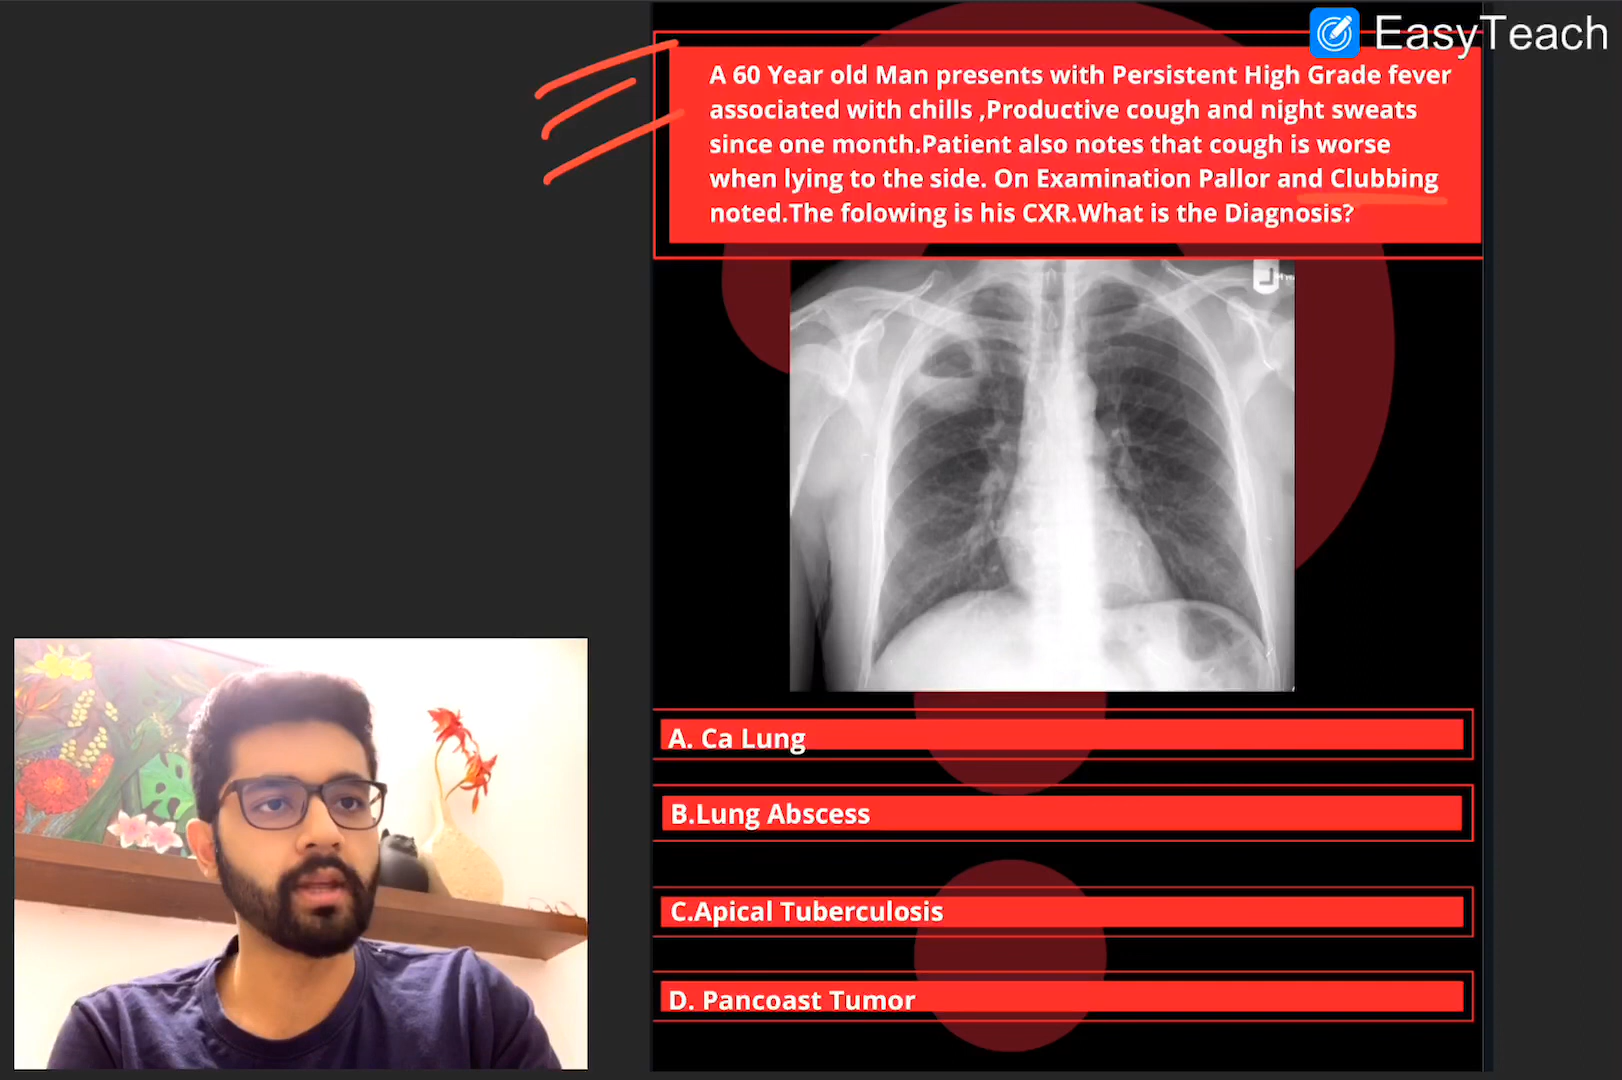 EasyTeach
A 60 Year old Man presents with Persistent High Grade fever
associated with chills ,Productive cough and night sweats
since one month.Patient also notes that cough is worse
when lying to the side. On Examination Pallor and Clubbing
noted.The folowing is his CXR.What is the Diagnosis?
A. Ca Lung
B.Lung Abscess
C.Apical Tuberculosis
D. Pancoast Tumor